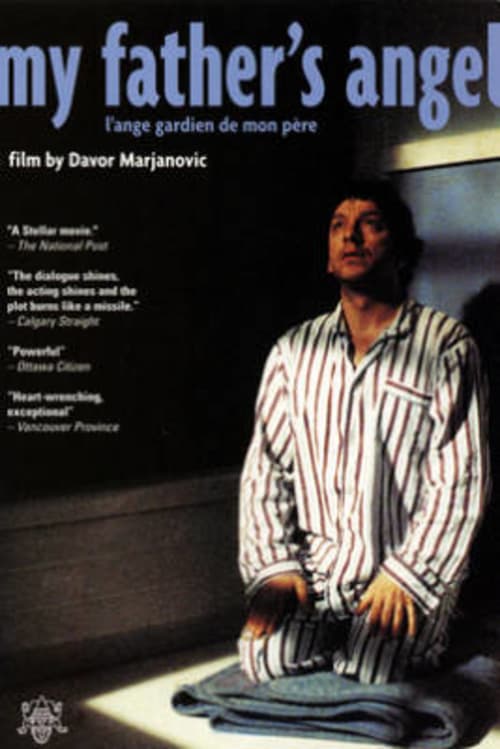 my father's angel
l'ange gardien de mon père
film by Davor Marjanovic
"A Stellar movie."
– The National Post
"The dialogue shines,
the acting shines and the
plot burns like a missile."
– Calgary Straight
"Powerful"
– Ottawa Citizen
"Heart-wrenching,
exceptional"
– Vancouver Province